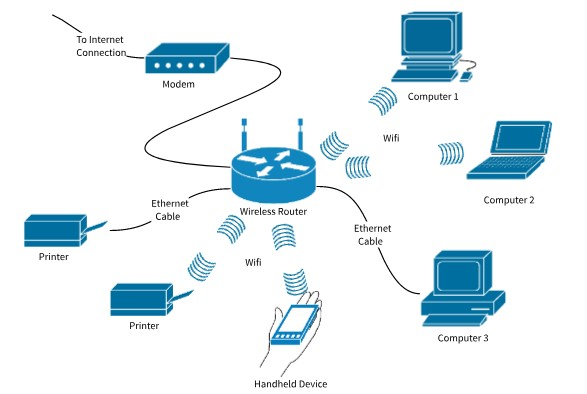 To Internet
Connection
Modem
Computer 1
Wifi
Computer 2
Wireless Router
Ethernet
Cable
Ethernet
Cable
Printer
Wifi
Printer
Computer 3
Handheld Device